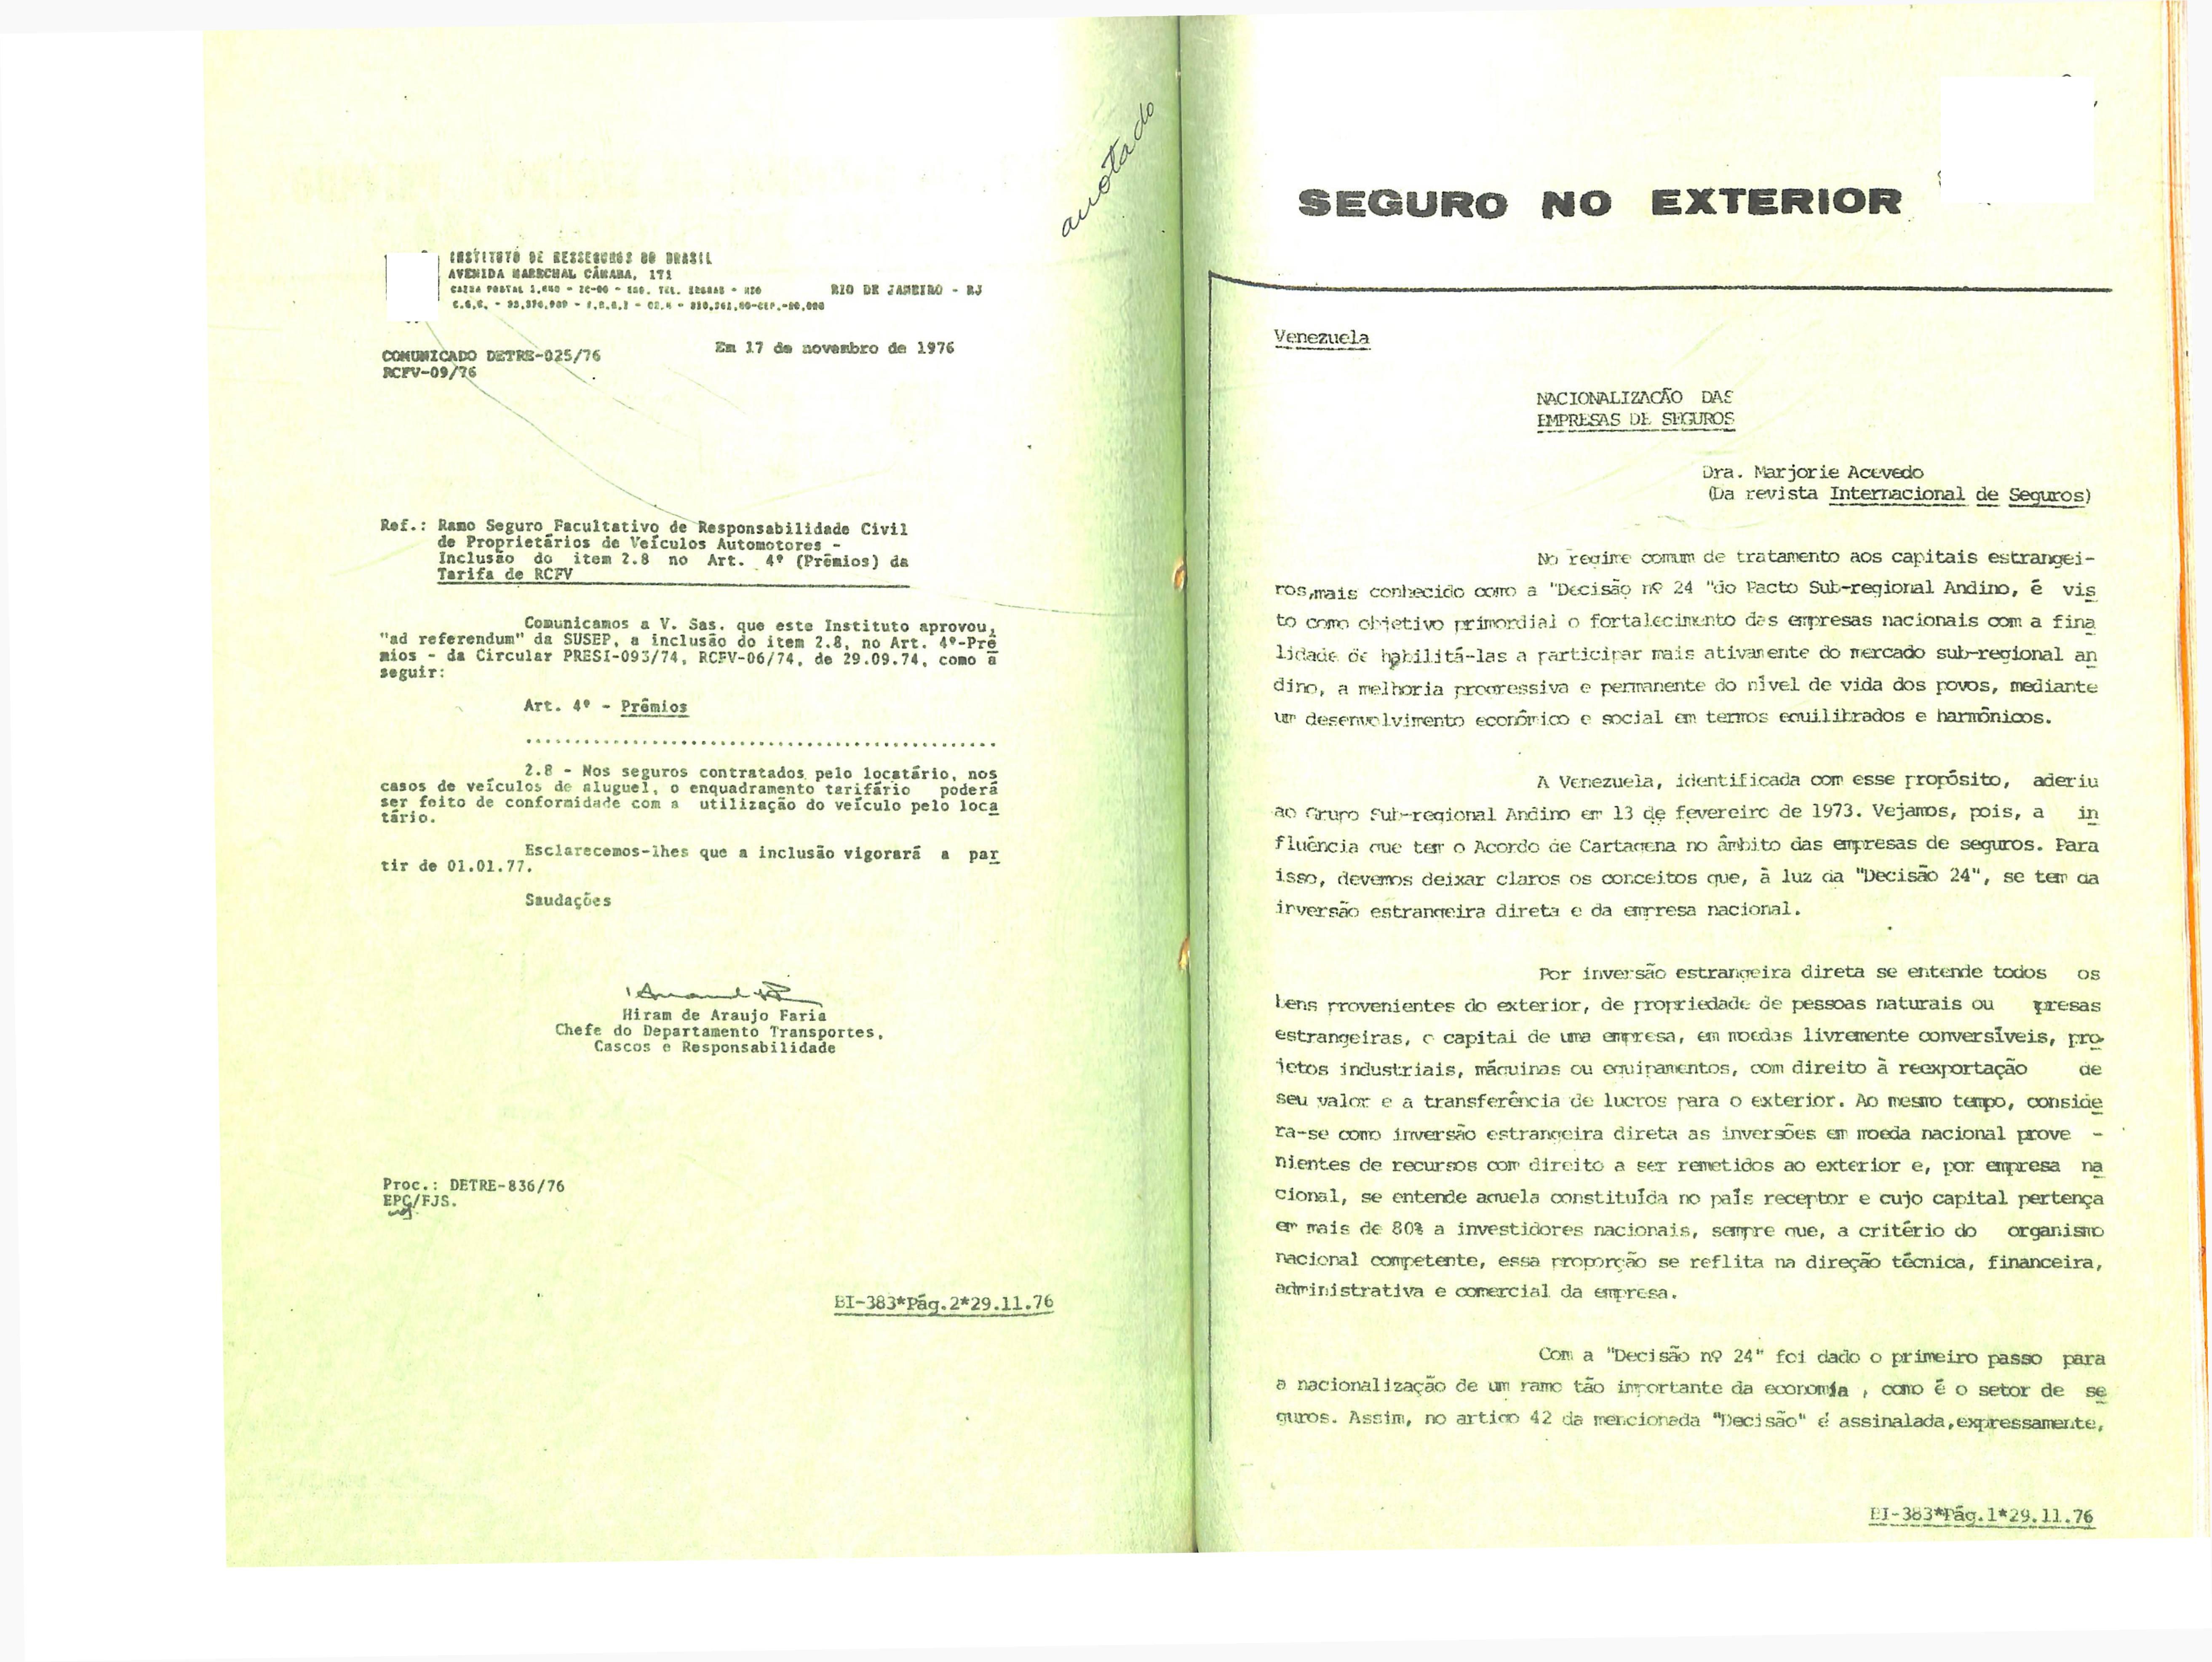 anotado
INSTITUTO DE RESSEGUROS DO BRASIL
AVENIDA MARECHAL CÂMARA, 171
CAIXA POSTAL RIO DE JANEIRO - RJ
COMUNICADO DETRE-025/76
Em 17 de novembro de 1976
RCFV-09/76
Ref.: Ramo Seguro Facultativo de Responsabilidade Civil
de Proprietários de Veículos Automotores -
Inclusão do item 2.8 no Art. 4º (Prêmios) da
Tarifa de RCFV
Comunicamos a V. Sas. que este Instituto aprovou,
"ad referendum" da SUSEP, a inclusão do item 2.8, no Art. 4º-Prê
mios - da Circular PRESI-093/74, RCFV-06/74, de 29.09.74, como a
seguir:
Art. 4º - Prêmios
2.8 - Nos seguros contratados pelo locatário, nos
casos de veículos de aluguel, o enquadramento tarifário poderá
ser feito de conformidade com a utilização do veículo pelo loca
tário.
Esclarecemos-lhes que a inclusão vigorará a par
tir de 01.01.77.
Saudações
Hiram de Araujo Faria
Chefe do Departamento Transportes,
Cascos e Responsabilidade
Proc.: DETRE-836/76
EPG/FJS.
BI-383*Pág.2*29.11.76
SEGURO NO EXTERIOR
Venezuela
NACIONALIZACÃO DAS
EMPRESAS DE SEGUROS
Dra. Marjorie Acevedo
(Da revista Internacional de Seguros)
No regime comum de tratamento aos capitais estrangei-
ros,mais conhecido como a "Decisão nº 24 "do Pacto Sub-regional Andino, é vis
to como objetivo primordial o fortalecimento das empresas nacionais com a fina
lidade de habilitá-las a participar mais ativamente do mercado sub-regional an
dino, a melhoria progressiva e permanente do nível de vida dos povos, mediante
um desenvolvimento econômico e social em termos equilibrados e harmônicos.
A Venezuela, identificada com esse propósito, aderiu
ao Grupo Sub-regional Andino em 13 de fevereiro de 1973. Vejamos, pois, a in
fluência que tem o Acordo de Cartagena no âmbito das empresas de seguros. Para
isso, devemos deixar claros os conceitos que, à luz da "Decisão 24", se tem da
inversão estrangeira direta e da empresa nacional.
Por inversão estrangeira direta se entende todos os
bens provenientes do exterior, de propriedade de pessoas naturais ou presas
estrangeiras, o capital de uma empresa, em moedas livremente conversíveis, pro
jetos industriais, máquinas ou equipamentos, com direito à reexportação de
seu valor e a transferência de lucros para o exterior. Ao mesmo tempo, conside
ra-se como inversão estrangeira direta as inversões em moeda nacional prove -
nientes de recursos com direito a ser remetidos ao exterior e, por empresa na
cional, se entende aquela constituída no país receptor e cujo capital pertença
em mais de 80% a investidores nacionais, sempre que, a critério do organismo
nacional competente, essa proporção se reflita na direção técnica, financeira,
administrativa e comercial da empresa.
Com a "Decisão nº 24" foi dado o primeiro passo para
a nacionalização de um ramo tão importante da economia , como é o setor de se
guros. Assim, no artigo 42 da mencionada "Decisão" é assinalada,expressamente,
BI-383*Pág.1*29.11.76